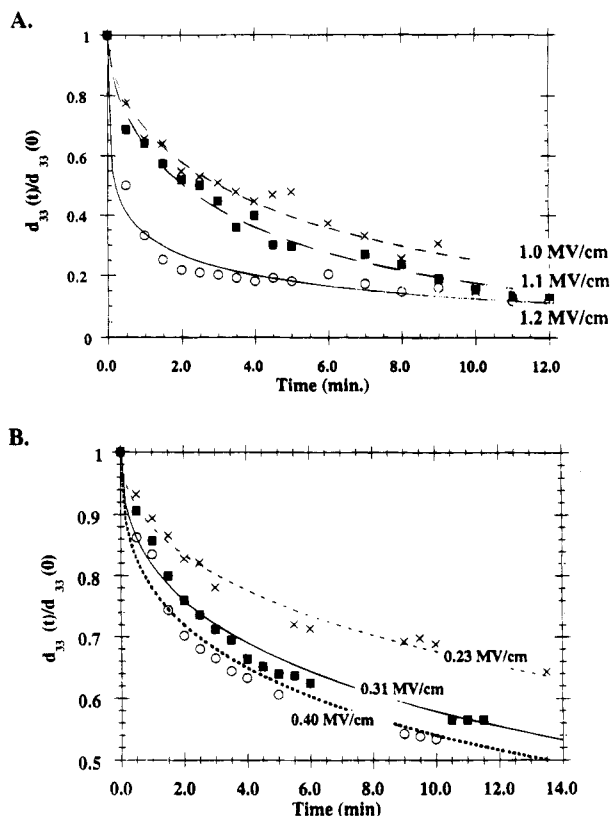 A.
d33 (t)/d33 (0)
1
0.8
0.6
0.4
0.2
0
0.0 2.0 4.0 6.0 8.0 10.0 12.0
Time (min.)
1.0 MV/cm
1.1 MV/cm
1.2 MV/cm
B.
d33 (t)/d33 (0)
1
0.9
0.8
0.7
0.6
0.5
0.0 2.0 4.0 6.0 8.0 10.0 12.0 14.0
Time (min)
0.23 MV/cm
0.31 MV/cm
0.40 MV/cm